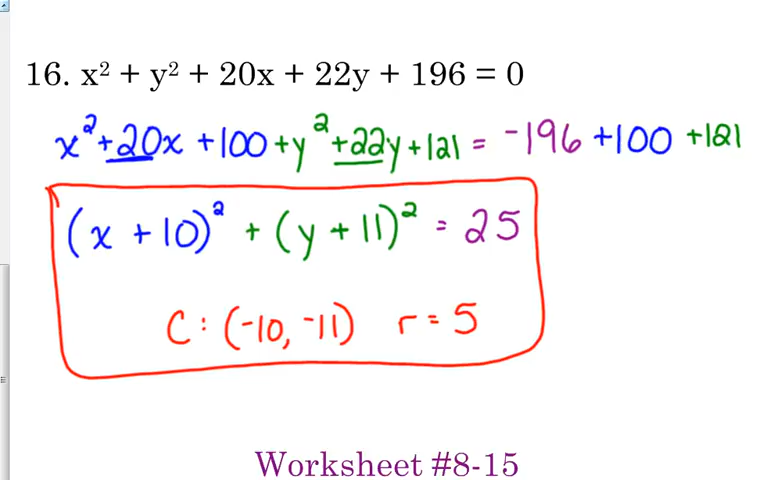 16. x² + y² + 20x + 22y + 196 = 0
x² + 20x + 100 + y² + 22y + 121 = -196 + 100 + 121
(x + 10)² + (y + 11)² = 25
C: (-10, -11) r = 5
Worksheet #8-15